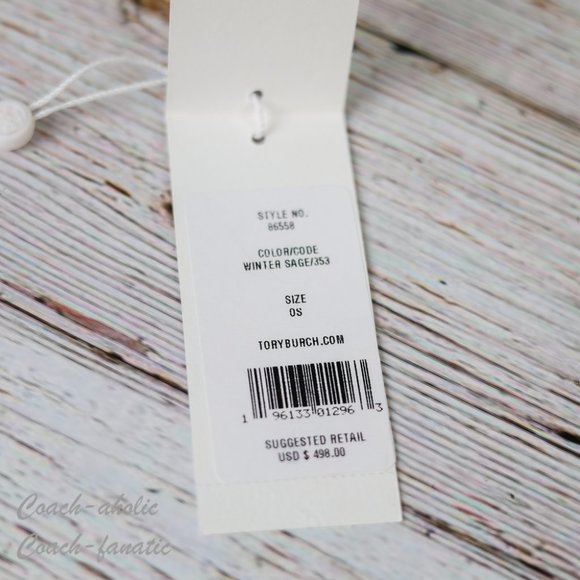 STYLE NO.
86558
COLOR/CODE
WINTER SAGE/353
SIZE
OS
TORYBURCH.COM
1 96133 01296 3
SUGGESTED RETAIL
USD $ 498.00
Coach-aholic
Coach-fanatic